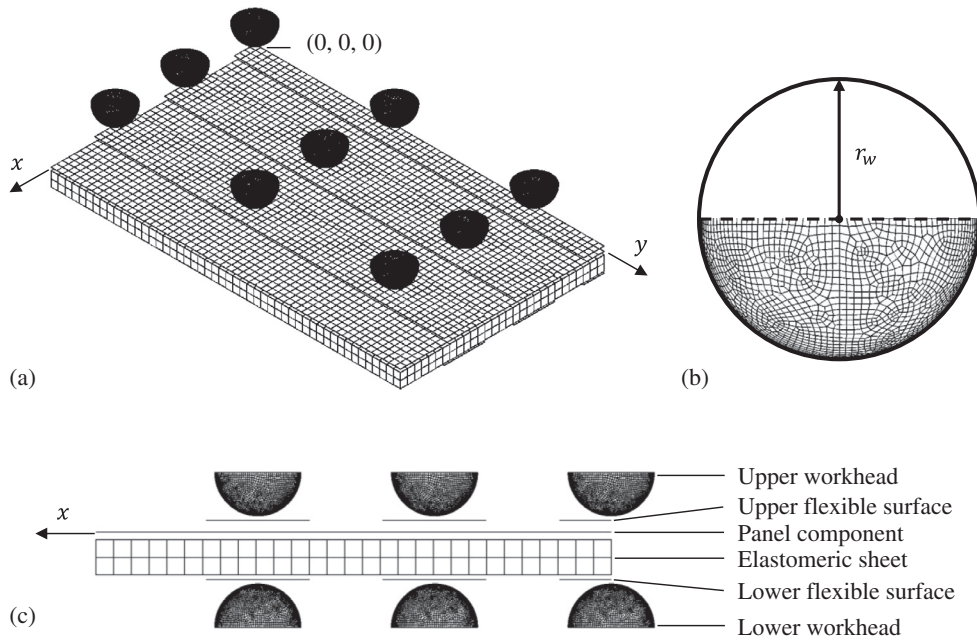 (0, 0, 0)
x
y
(a)
r_w
(b)
Upper workhead
Upper flexible surface
x
Panel component
Elastomeric sheet
Lower flexible surface
(c)
Lower workhead